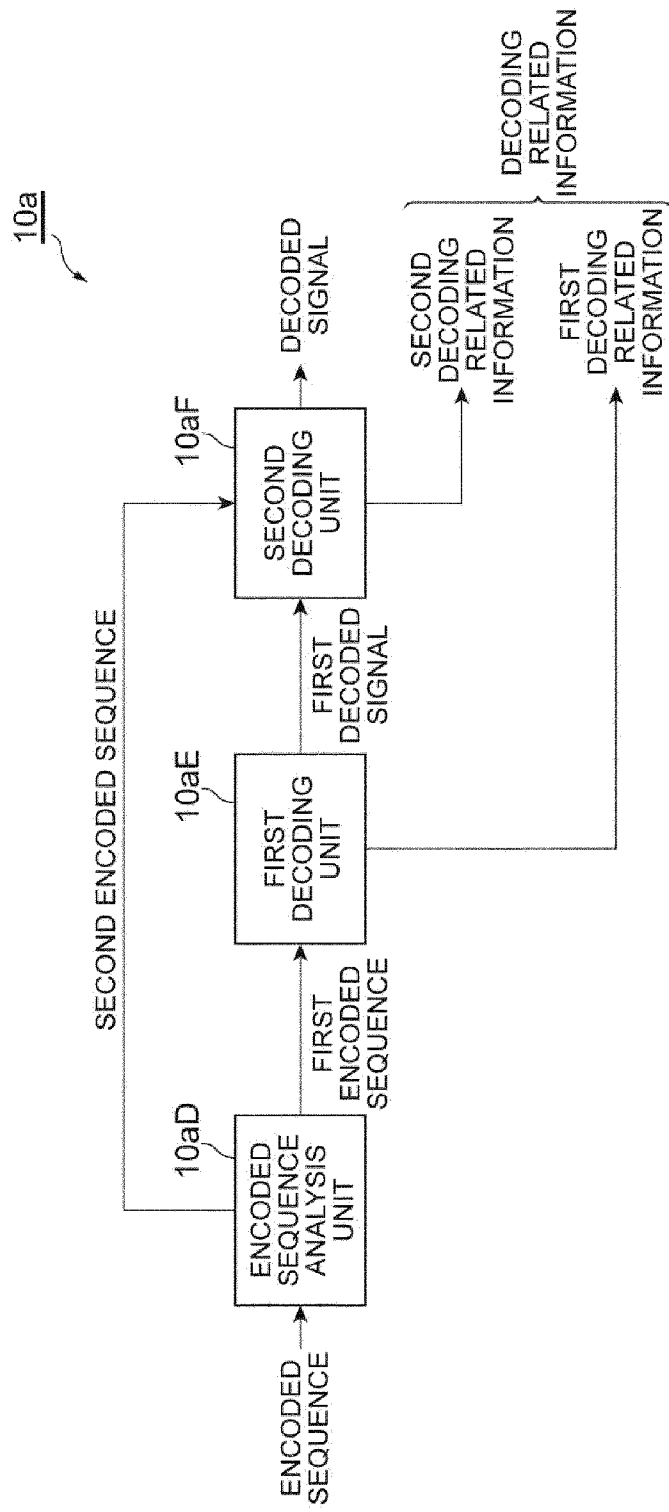 10a
SECOND ENCODED SEQUENCE
ENCODED
SEQUENCE
10aD
ENCODED
SEQUENCE
ANALYSIS
UNIT
FIRST
ENCODED
SEQUENCE
10aE
FIRST
DECODING
UNIT
FIRST
DECODED
SIGNAL
10aF
SECOND
DECODING
UNIT
DECODED
SIGNAL
SECOND
DECODING
RELATED
INFORMATION
FIRST
DECODING
RELATED
INFORMATION
DECODING
RELATED
INFORMATION